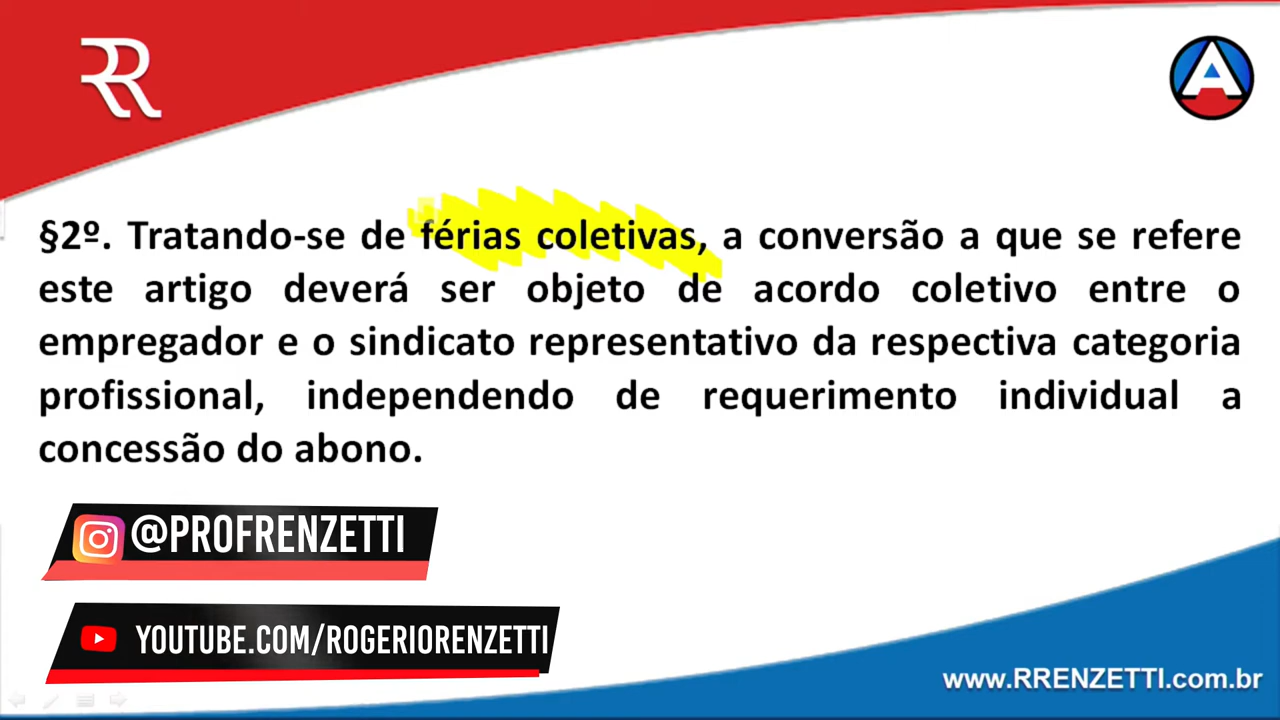 RR
A
§2º. Tratando-se de férias coletivas, a conversão a que se refere
este artigo deverá ser objeto de acordo coletivo entre o
empregador e o sindicato representativo da respectiva categoria
profissional, independendo de requerimento individual a
concessão do abono.
@PROFRENZETTI
YOUTUBE.COM/ROGERIORENZETTI
www.RRENZETTI.com.br